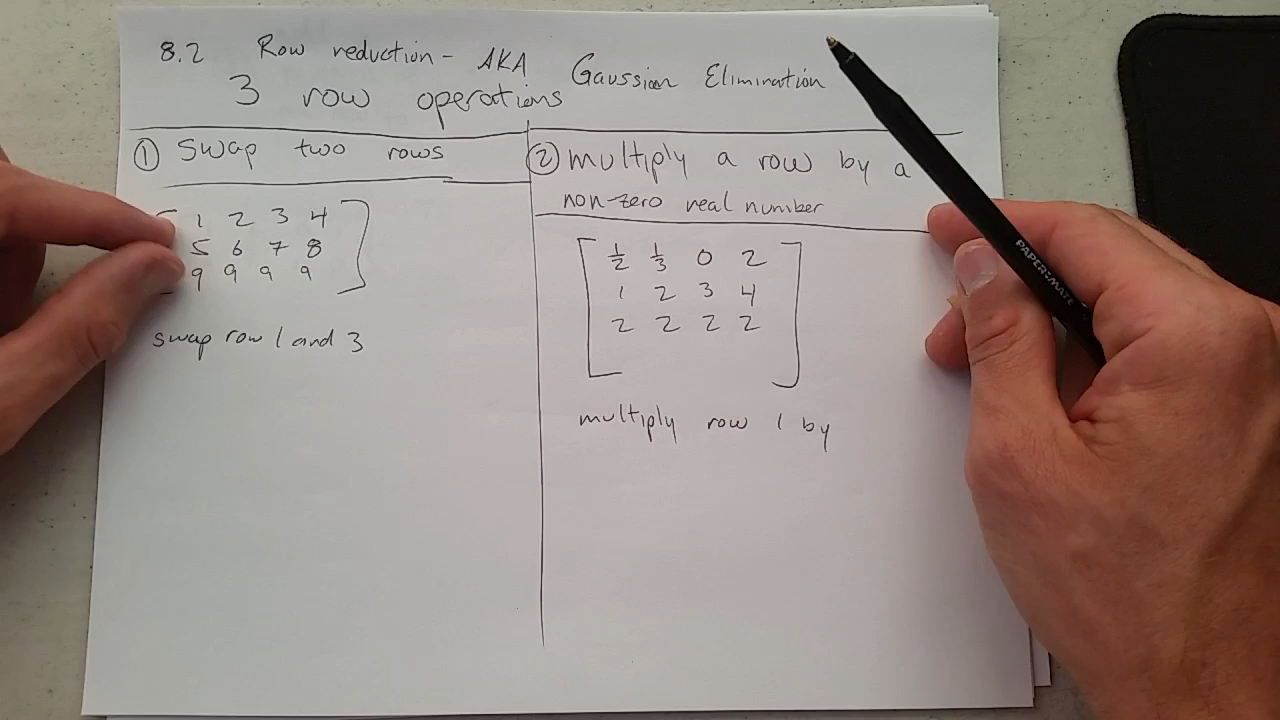 8.2 Row reduction - AKA Gaussian Elimination
3 row operations
① Swap two rows
1 2 3 4
5 6 7 8
9 9 9 9
swap row 1 and 3
② multiply a row by a
non-zero real number
1/2 1/3 0 2
1 2 3 4
2 2 2 2
multiply row 1 by
PAPER:MATE